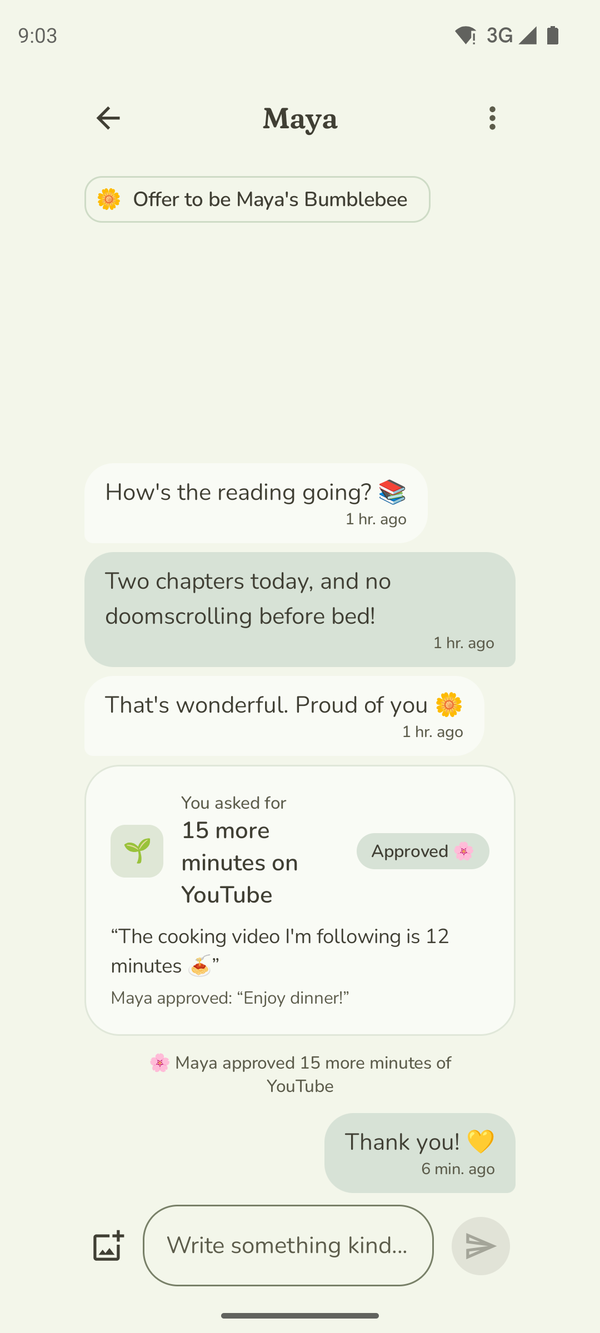 9:03
3G
Maya
🌼 Offer to be Maya's Bumblebee
How's the reading going? 📚
1 hr. ago
Two chapters today, and no
doomscrolling before bed!
1 hr. ago
That's wonderful. Proud of you 🌼
1 hr. ago
You asked for
15 more
minutes on
YouTube
Approved 🌸
“The cooking video I'm following is 12
minutes 🍝”
Maya approved: “Enjoy dinner!”
🌸 Maya approved 15 more minutes of
YouTube
Thank you! 💛
6 min. ago
Write something kind...